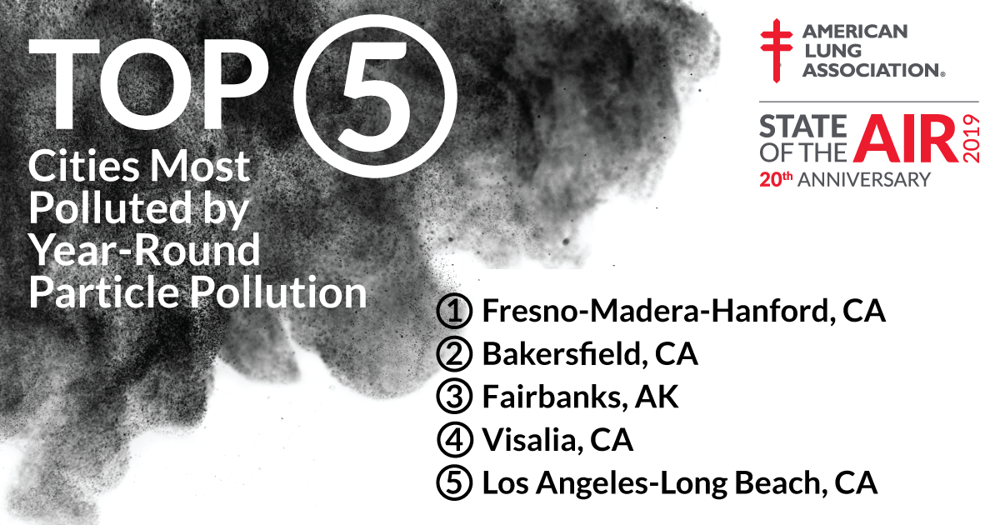 TOP 5
Cities Most
Polluted by
Year-Round
Particle Pollution
AMERICAN
LUNG
ASSOCIATION®
STATE
OF THE AIR 2019
20th ANNIVERSARY
1 Fresno-Madera-Hanford, CA
2 Bakersfield, CA
3 Fairbanks, AK
4 Visalia, CA
5 Los Angeles-Long Beach, CA